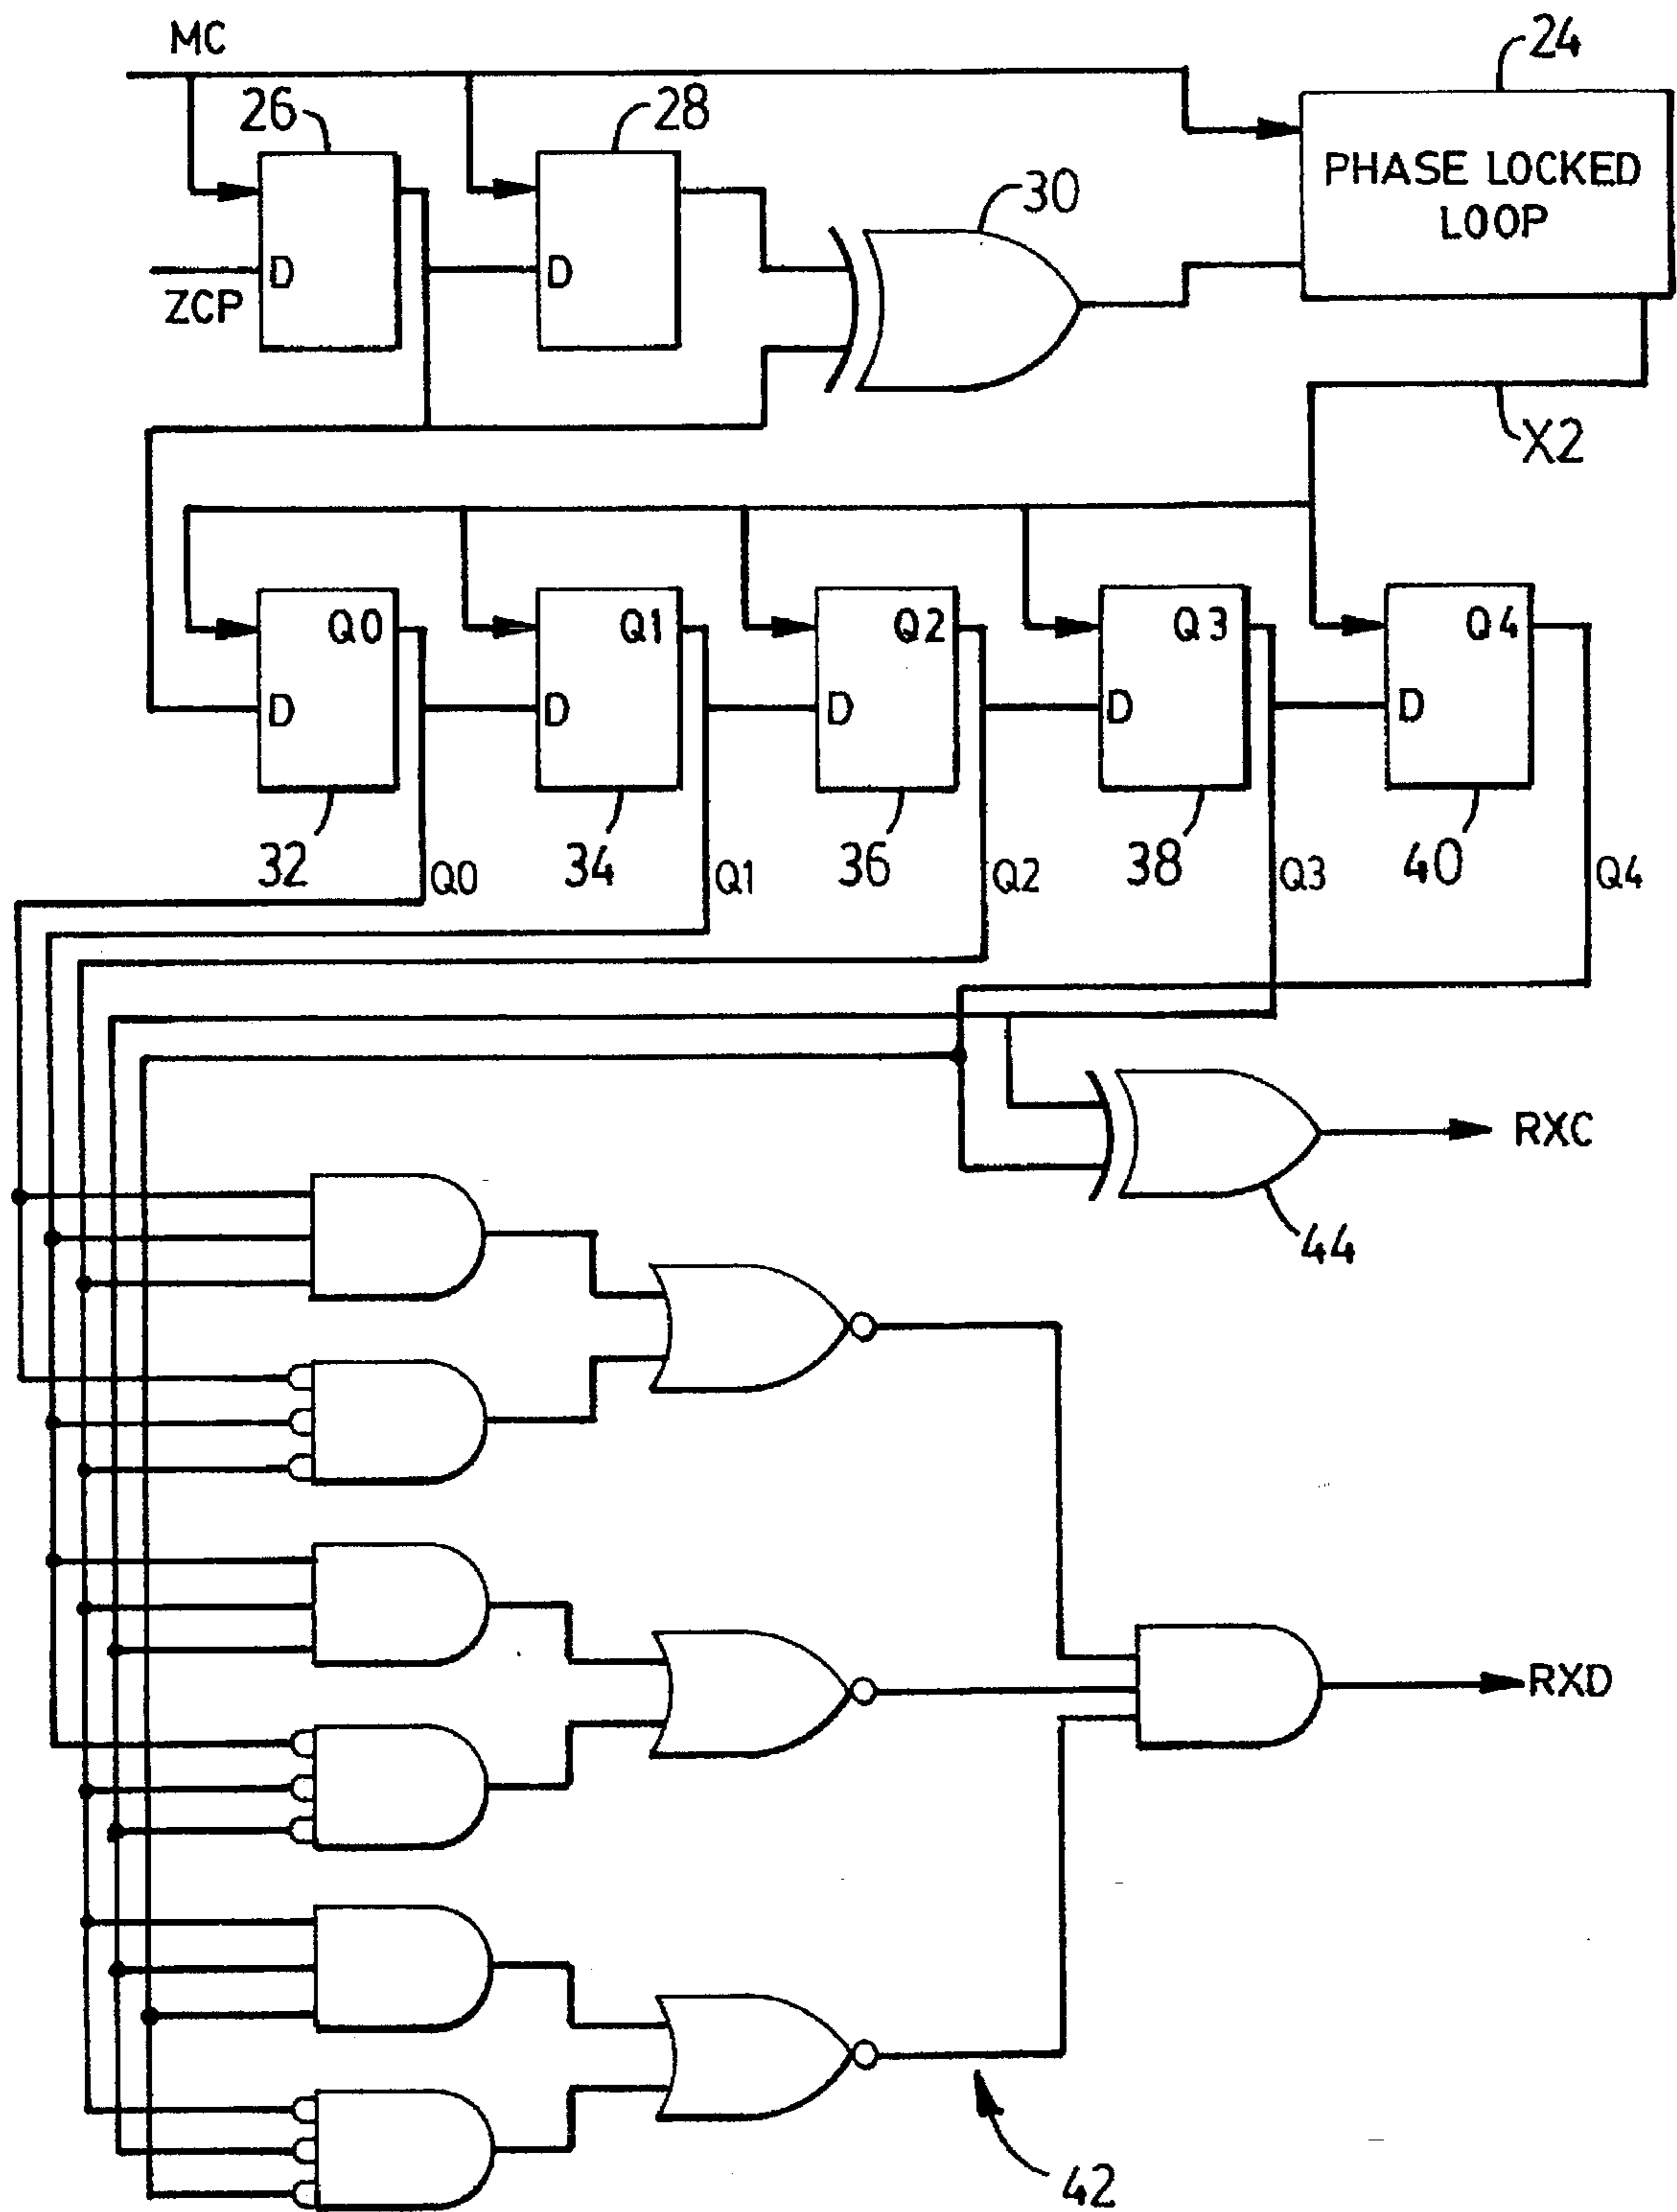 MC
24
26
28
PHASE LOCKED
LOOP
30
D
D
ZCP
X2
Q0
Q1
Q2
Q3
Q4
D
D
D
D
D
32
34
36
38
40
Q0
Q1
Q2
Q3
Q4
RXC
44
RXD
42